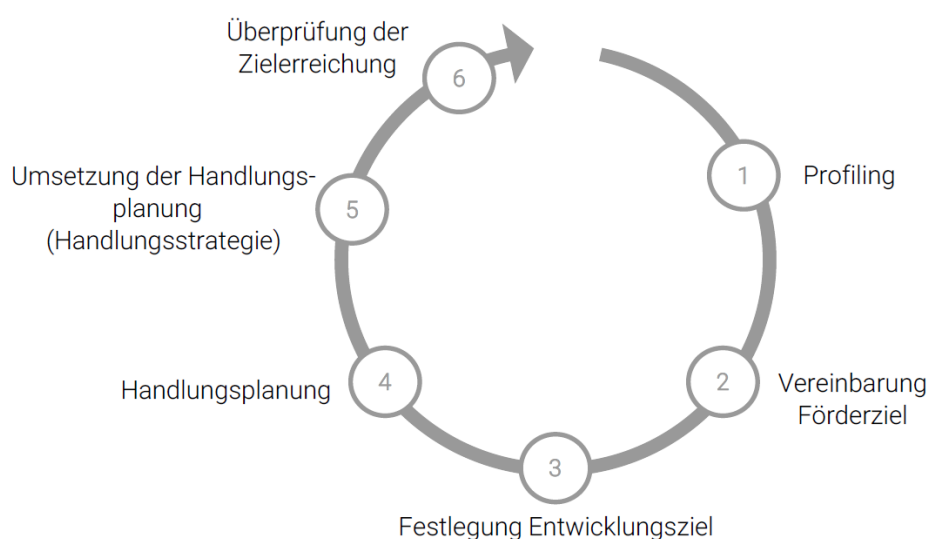 1
Profiling
2
Vereinbarung
Förderziel
3
Festlegung Entwicklungsziel
4
Handlungsplanung
5
Umsetzung der Handlungs-
planung
(Handlungsstrategie)
6
Überprüfung der
Zielerreichung